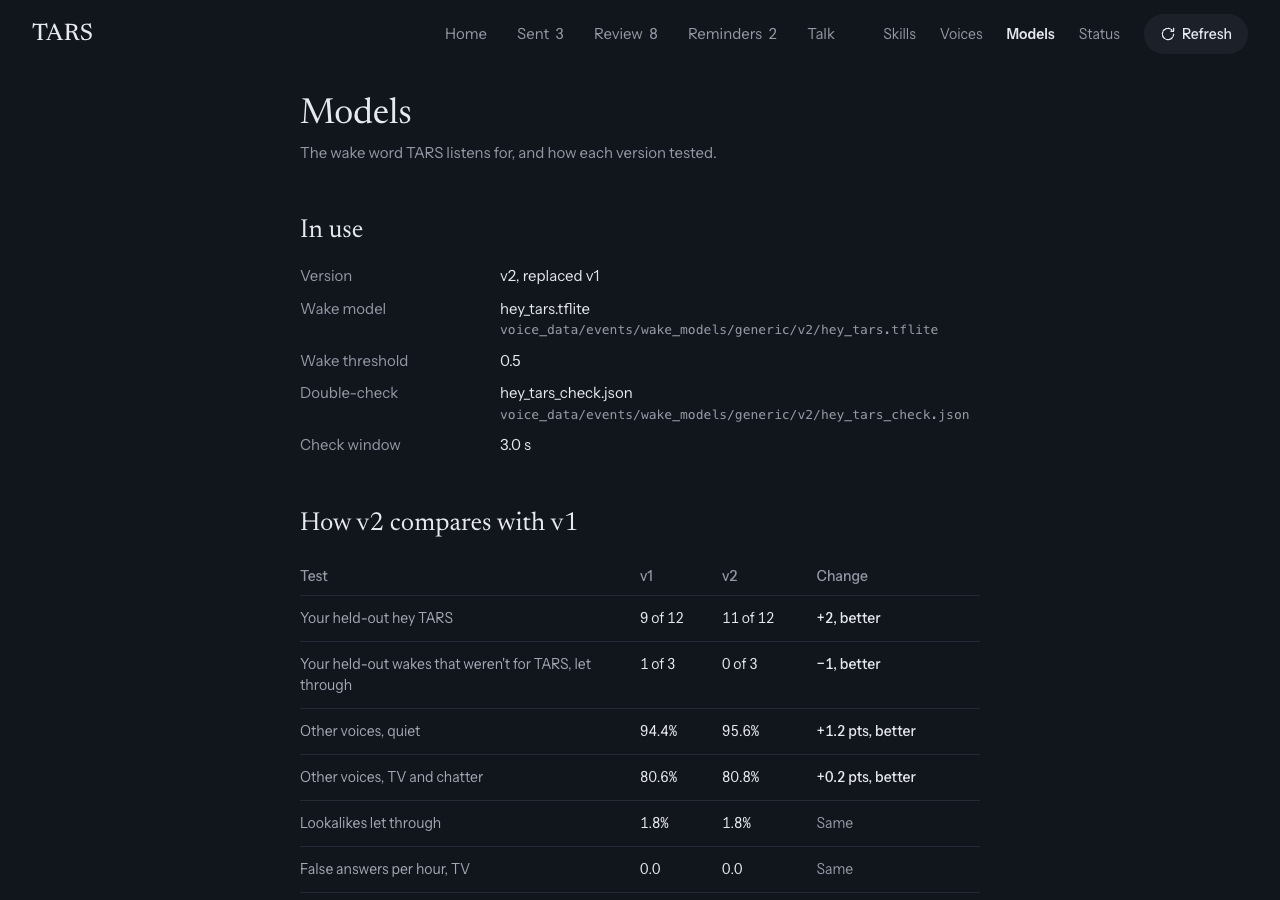 TARS
Home Sent 3 Review 8 Reminders 2 Talk Skills Voices Models Status Refresh
Models
The wake word TARS listens for, and how each version tested.
In use
Version v2, replaced v1
Wake model hey_tars.tflite
voice_data/events/wake_models/generic/v2/hey_tars.tflite
Wake threshold 0.5
Double-check hey_tars_check.json
voice_data/events/wake_models/generic/v2/hey_tars_check.json
Check window 3.0 s
How v2 compares with v1
Test v1 v2 Change
Your held-out hey TARS 9 of 12 11 of 12 +2, better
Your held-out wakes that weren't for TARS, let 1 of 3 0 of 3 −1, better
through
Other voices, quiet 94.4% 95.6% +1.2 pts, better
Other voices, TV and chatter 80.6% 80.8% +0.2 pts, better
Lookalikes let through 1.8% 1.8% Same
False answers per hour, TV 0.0 0.0 Same